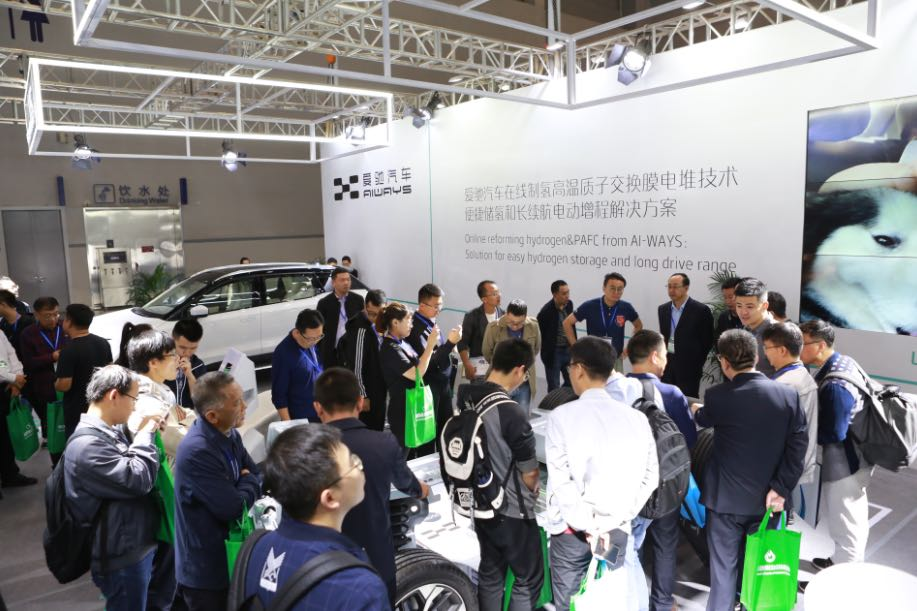 饮水处
Drinking Water
爱驰汽车
AIWAYS
爱驰汽车在线制氢高温质子交换膜电堆技术
便捷储氢和长续航电动增程解决方案
Online reforming hydrogen&PAFC from AI-WAYS:
Solution for easy hydrogen storage and long drive range